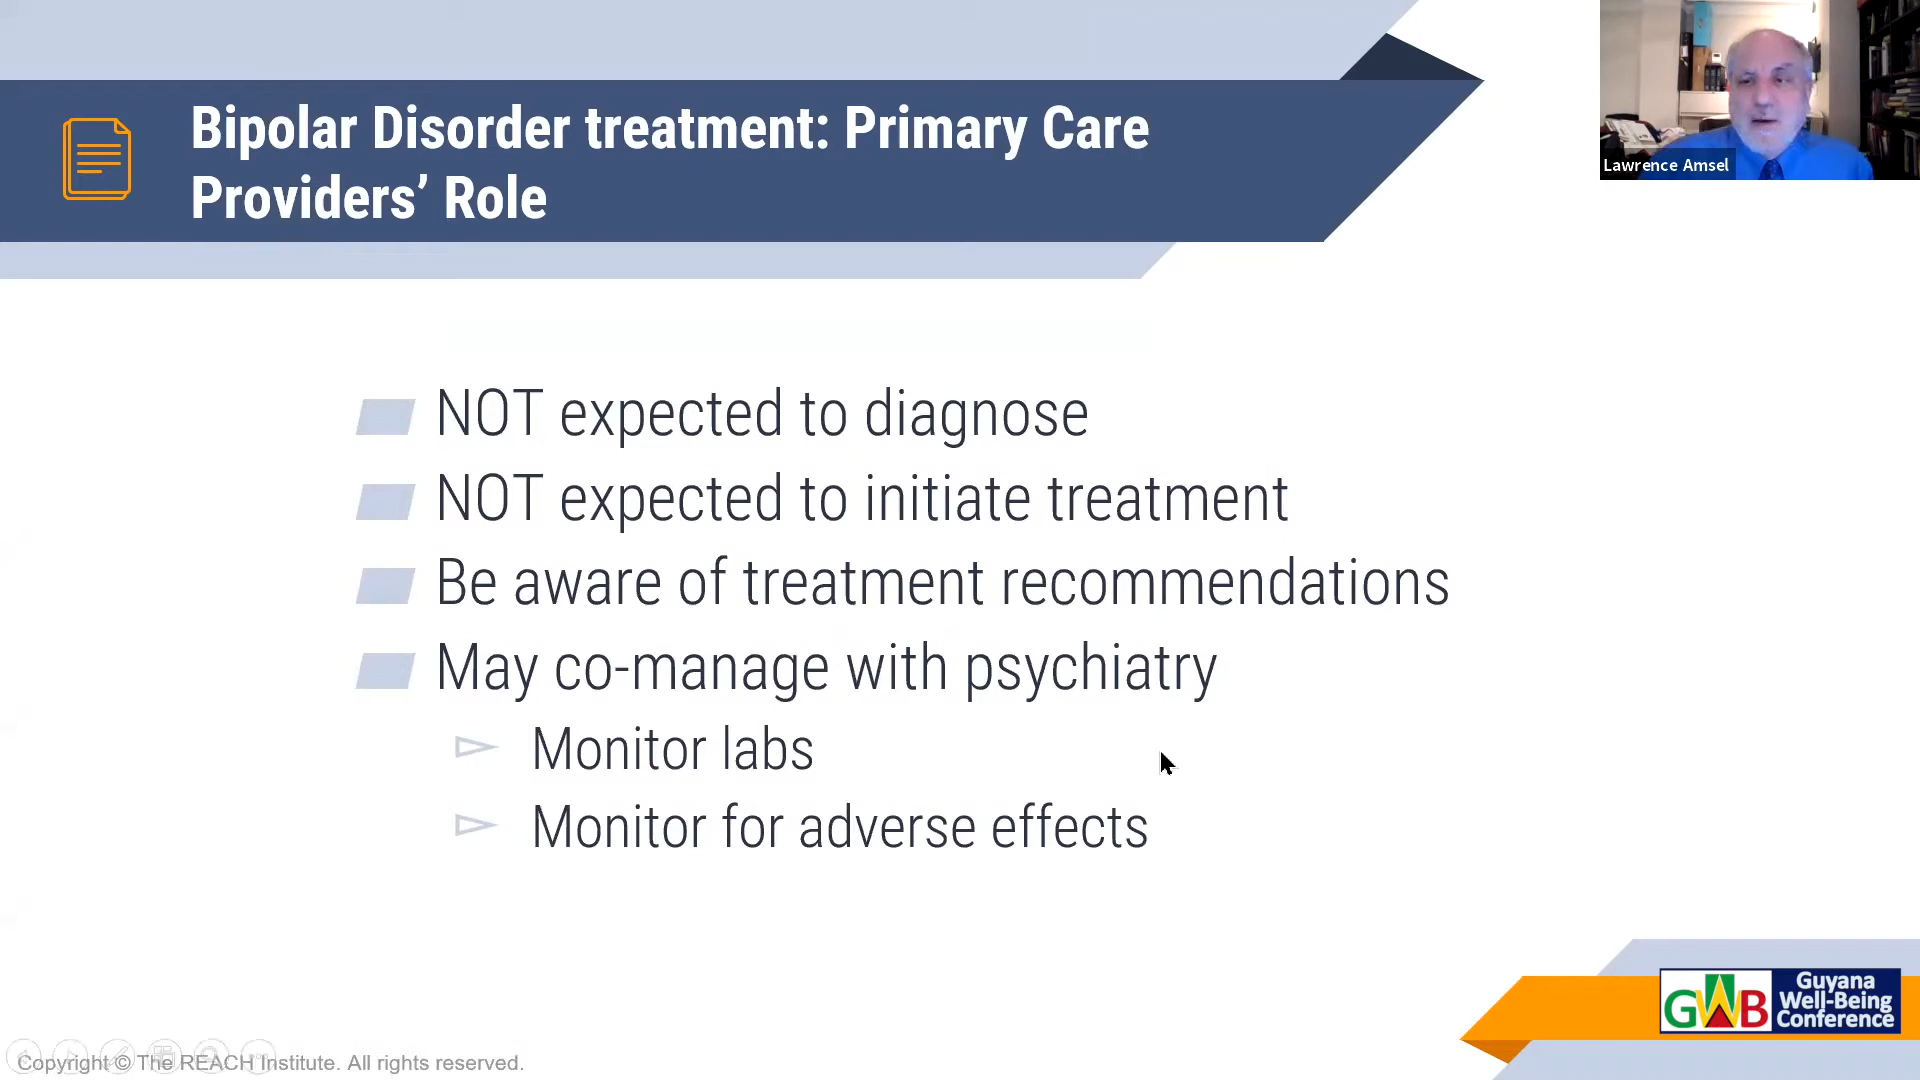 Bipolar Disorder treatment: Primary Care
Providers’ Role
Lawrence Amsel
NOT expected to diagnose
NOT expected to initiate treatment
Be aware of treatment recommendations
May co-manage with psychiatry
Monitor labs
Monitor for adverse effects
GWB
Guyana
Well-Being
Conference
Copyright © The REACH Institute. All rights reserved.